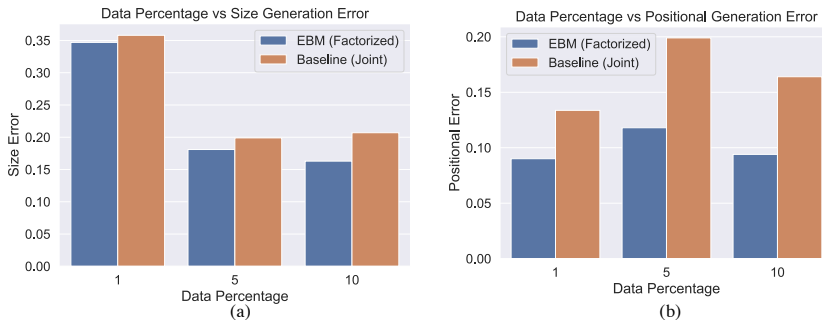 Data Percentage vs Size Generation Error
EBM (Factorized)
Baseline (Joint)
Size Error
0.35
0.30
0.25
0.20
0.15
0.10
0.05
0.00
1 5 10
Data Percentage
(a)
Data Percentage vs Positional Generation Error
EBM (Factorized)
Baseline (Joint)
Positional Error
0.20
0.15
0.10
0.05
0.00
1 5 10
Data Percentage
(b)